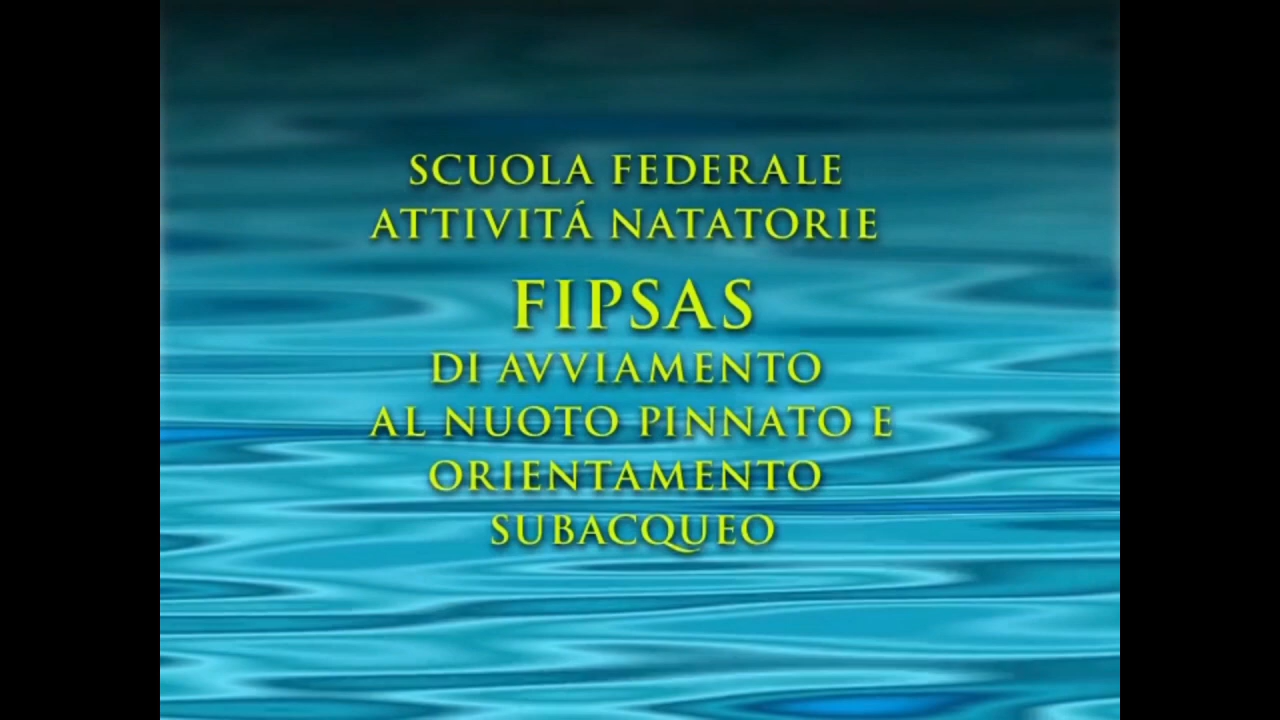 SCUOLA FEDERALE
ATTIVITÁ NATATORIE
FIPSAS
DI AVVIAMENTO
AL NUOTO PINNATO E
ORIENTAMENTO
SUBACQUEO